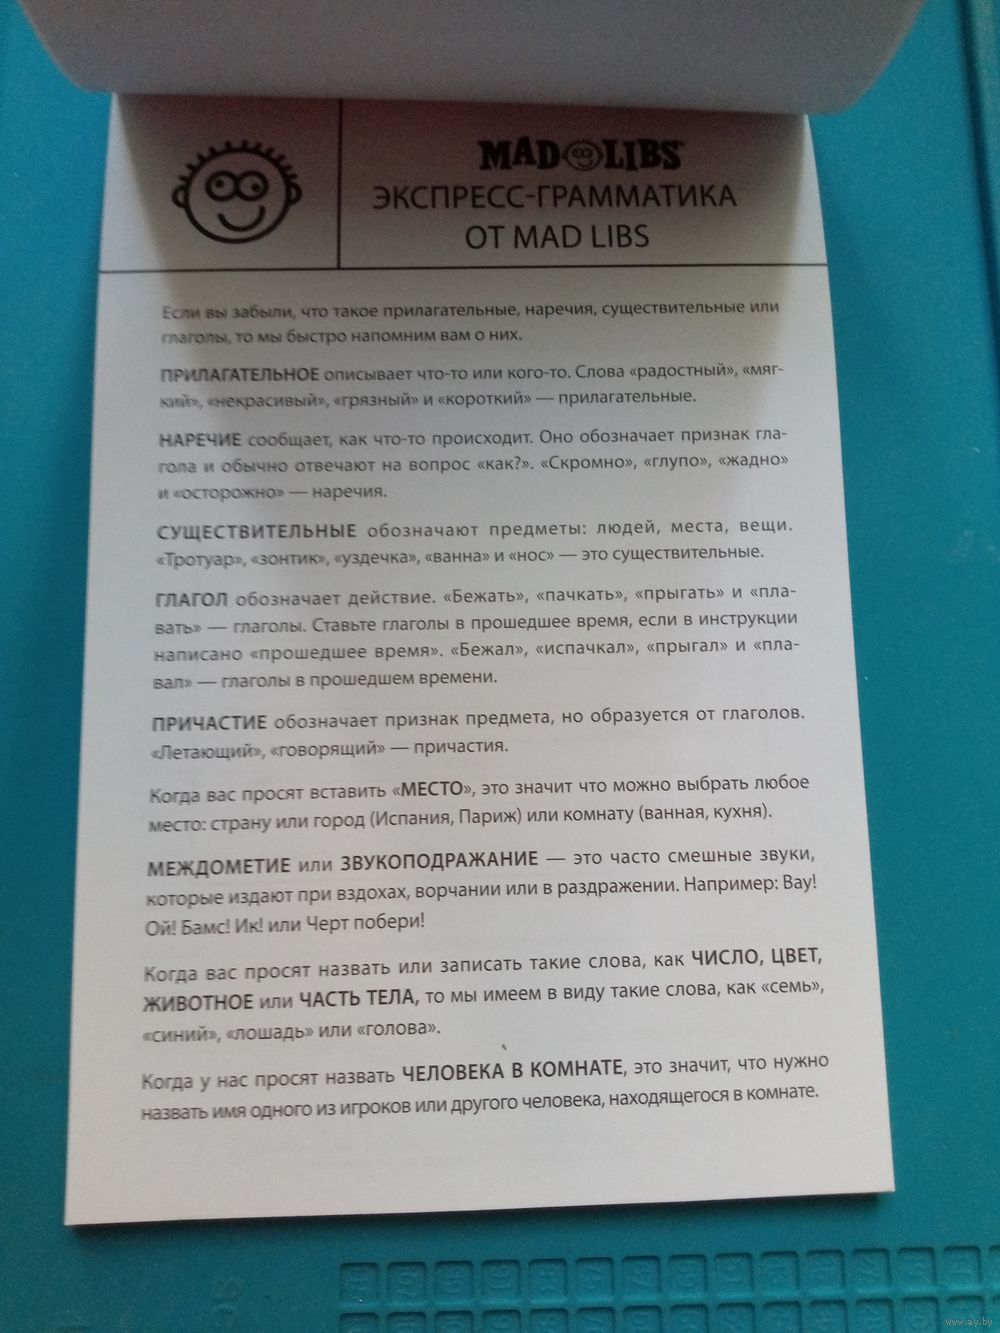 MAD LIBS
ЭКСПРЕСС-ГРАММАТИКА
ОТ MAD LIBS
Если вы забыли, что такое прилагательные, наречия, существительные или
глаголы, то мы быстро напомним вам о них.
ПРИЛАГАТЕЛЬНОЕ описывает что-то или кого-то. Слова «радостный», «мяг-
кий», «некрасивый», «грязный» и «короткий» — прилагательные.
НАРЕЧИЕ сообщает, как что-то происходит. Оно обозначает признак гла-
гола и обычно отвечают на вопрос «как?». «Скромно», «глупо», «жадно»
и «осторожно» — наречия.
СУЩЕСТВИТЕЛЬНЫЕ обозначают предметы: людей, места, вещи.
«Тротуар», «зонтик», «уздечка», «ванна» и «нос» — это существительные.
ГЛАГОЛ обозначает действие. «Бежать», «пачкать», «прыгать» и «пла-
вать» — глаголы. Ставьте глаголы в прошедшее время, если в инструкции
написано «прошедшее время». «Бежал», «испачкал», «прыгал» и «пла-
вал» — глаголы в прошедшем времени.
ПРИЧАСТИЕ обозначает признак предмета, но образуется от глаголов.
«Летающий», «говорящий» — причастия.
Когда вас просят вставить «МЕСТО», это значит что можно выбрать любое
место: страну или город (Испания, Париж) или комнату (ванная, кухня).
МЕЖДОМЕТИЕ или ЗВУКОПОДРАЖАНИЕ — это часто смешные звуки,
которые издают при вздохах, ворчании или в раздражении. Например: Вау!
Ой! Бамс! Ик! или Черт побери!
Когда вас просят назвать или записать такие слова, как ЧИСЛО, ЦВЕТ,
ЖИВОТНОЕ или ЧАСТЬ ТЕЛА, то мы имеем в виду такие слова, как «семь»,
«синий», «лошадь» или «голова».
Когда у нас просят назвать ЧЕЛОВЕКА В КОМНАТЕ, это значит, что нужно
назвать имя одного из игроков или другого человека, находящегося в комнате.
www.ay.by